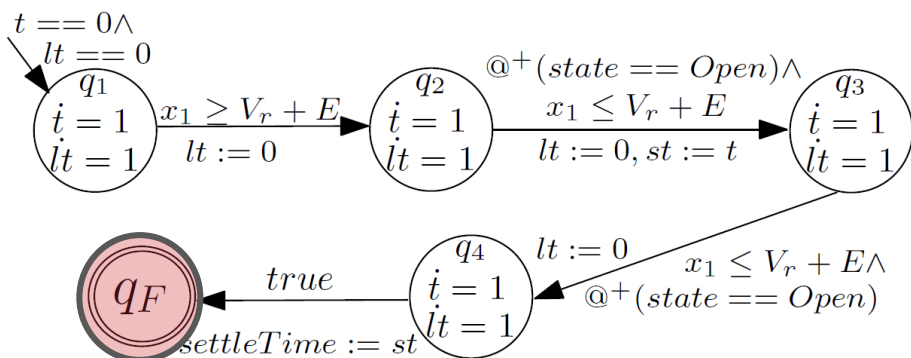 t == 0∧
lt == 0
q₁
ṫ = 1
l̇t = 1
x₁ ≥ Vᵣ + E
lt := 0
q₂
ṫ = 1
l̇t = 1
@⁺(state == Open)∧
x₁ ≤ Vᵣ + E
lt := 0, st := t
q₃
ṫ = 1
l̇t = 1
lt := 0
x₁ ≤ Vᵣ + E∧
@⁺(state == Open)
q₄
ṫ = 1
l̇t = 1
true
settleTime := st
q_F